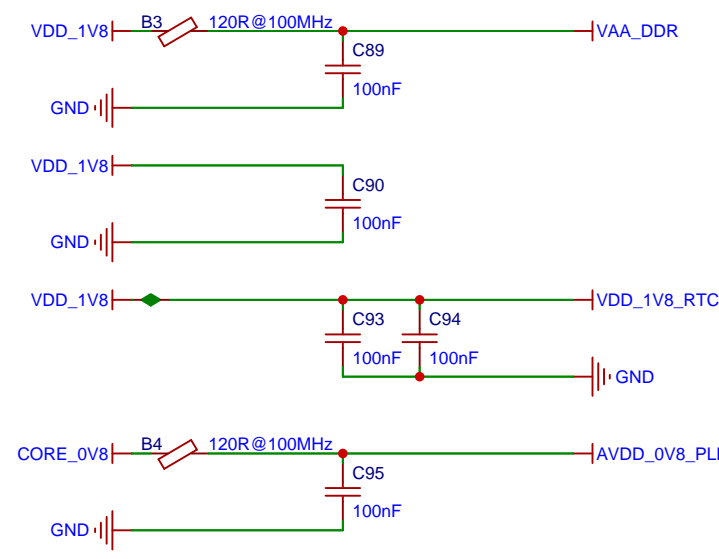 B3 120R@100MHz
VDD_1V8 VAA_DDR
C89
100nF
GND
VDD_1V8
C90
100nF
GND
VDD_1V8 VDD_1V8_RTC
C93 C94
100nF 100nF
GND
B4 120R@100MHz
CORE_0V8 AVDD_0V8_PLL
C95
100nF
GND